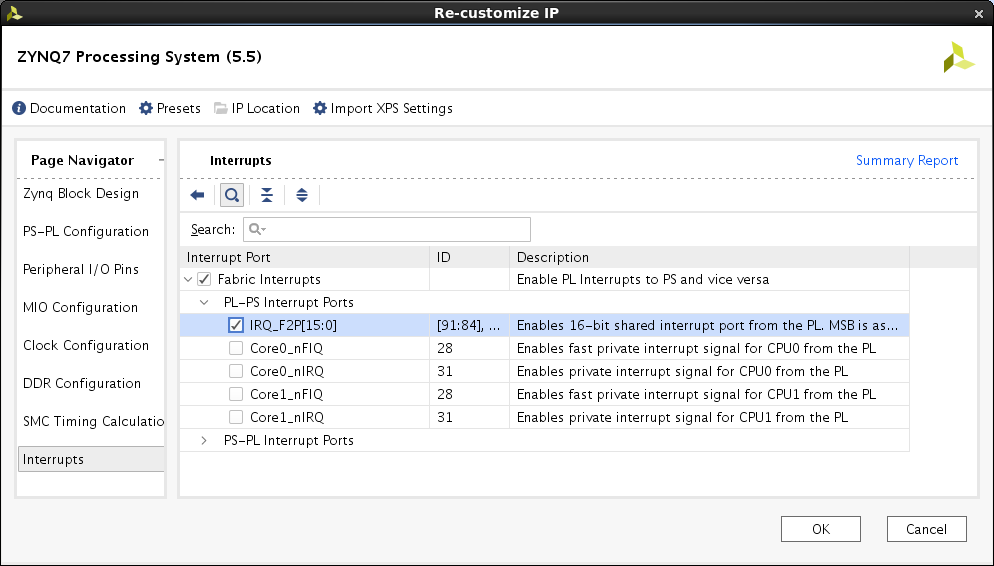 Re-customize IP
ZYNQ7 Processing System (5.5)
Documentation Presets IP Location Import XPS Settings
Page Navigator
Zynq Block Design
PS-PL Configuration
Peripheral I/O Pins
MIO Configuration
Clock Configuration
DDR Configuration
SMC Timing Calculatio
Interrupts
Interrupts Summary Report
Search:
Interrupt Port ID Description
Fabric Interrupts Enable PL Interrupts to PS and vice versa
PL-PS Interrupt Ports
IRQ_F2P[15:0] [91:84], ... Enables 16-bit shared interrupt port from the PL. MSB is as...
Core0_nFIQ 28 Enables fast private interrupt signal for CPU0 from the PL
Core0_nIRQ 31 Enables private interrupt signal for CPU0 from the PL
Core1_nFIQ 28 Enables fast private interrupt signal for CPU1 from the PL
Core1_nIRQ 31 Enables private interrupt signal for CPU1 from the PL
PS-PL Interrupt Ports
OK Cancel